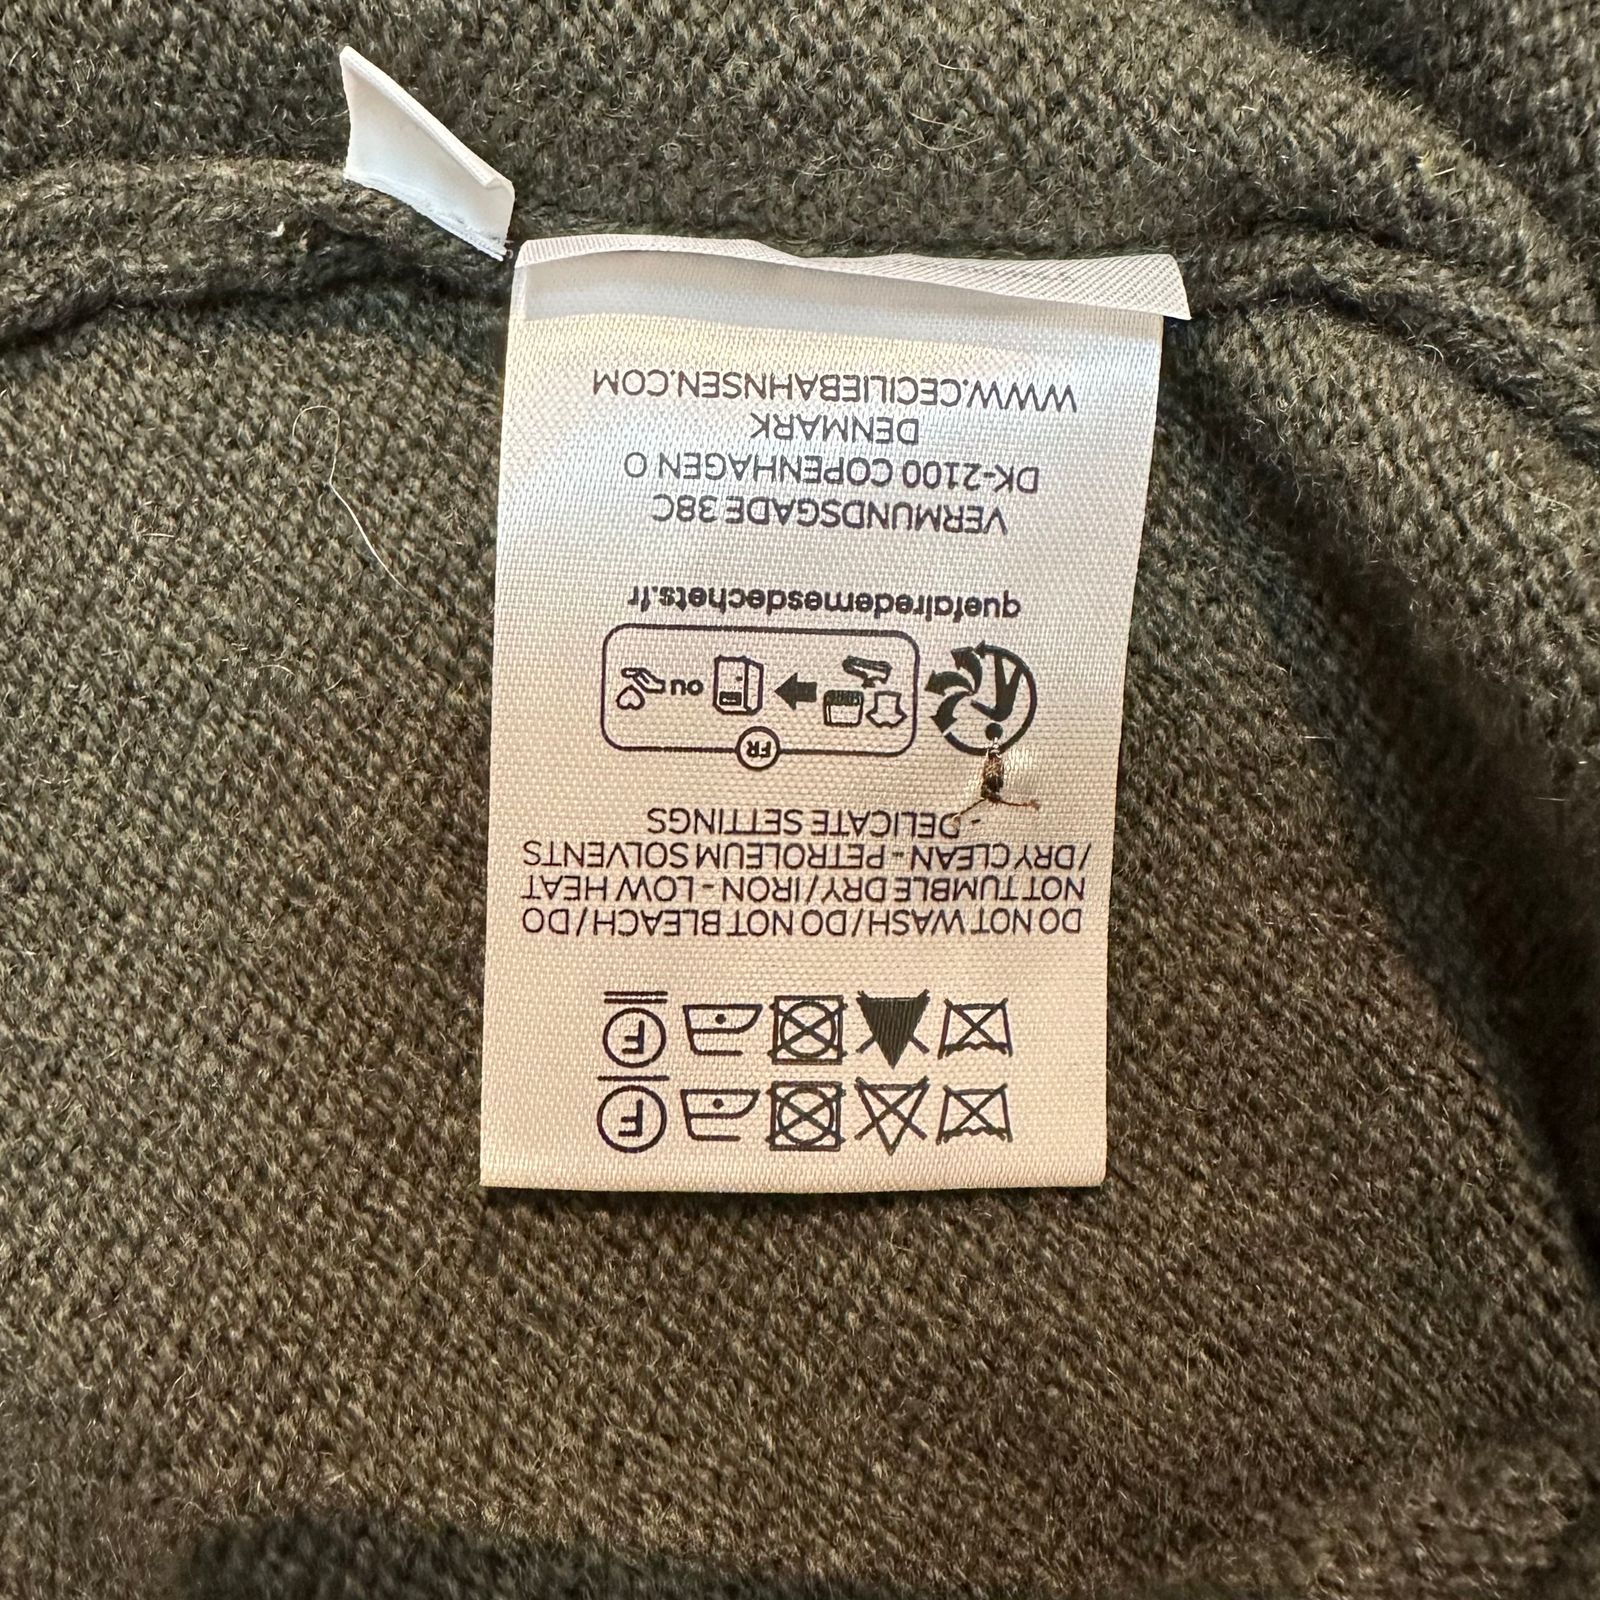 F F
DO NOT WASH/DO NOT BLEACH/DO
NOT TUMBLE DRY/IRON - LOW HEAT
/DRY CLEAN - PETROLEUM SOLVENTS
- DELICATE SETTINGS
FR
ou
quefairedemesdechets.fr
VERMUNDSGADE 38C
DK-2100 COPENHAGEN O
DENMARK
WWW.CECILIEBAHNSEN.COM